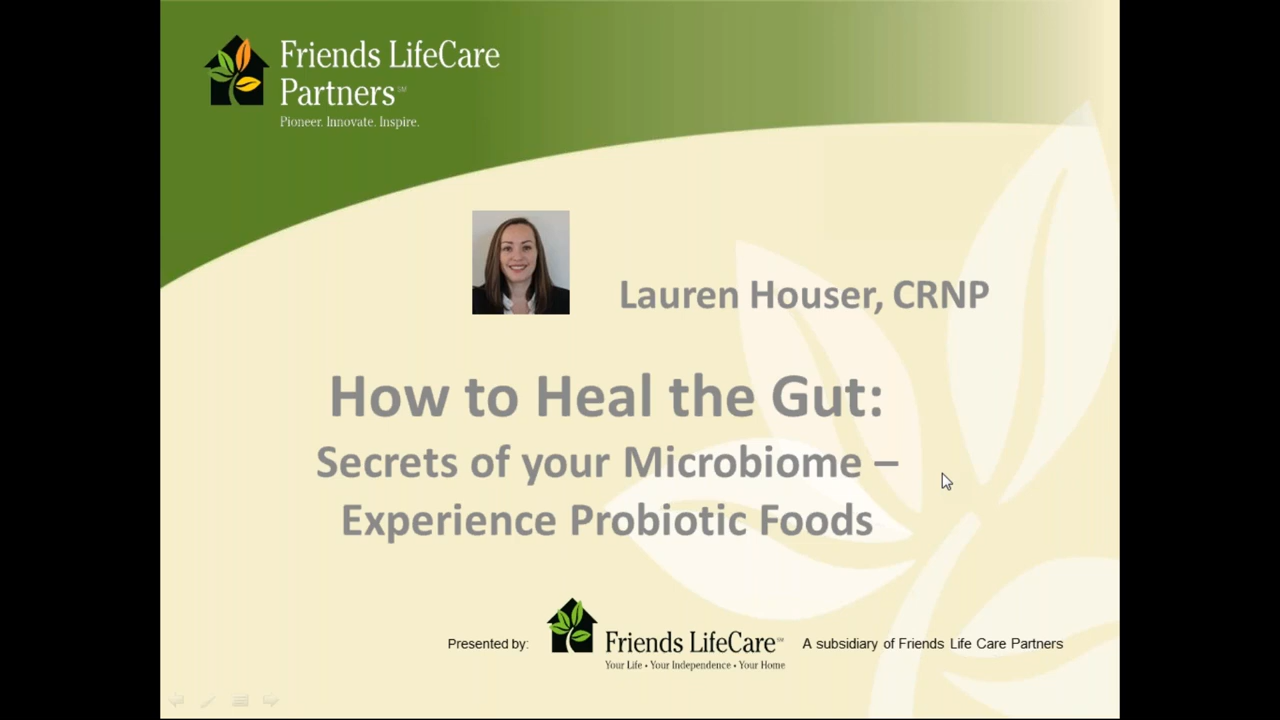 Friends LifeCare
Partners℠
Pioneer. Innovate. Inspire.
Lauren Houser, CRNP
How to Heal the Gut:
Secrets of your Microbiome –
Experience Probiotic Foods
Presented by:
Friends LifeCare℠
Your Life • Your Independence • Your Home
A subsidiary of Friends Life Care Partners